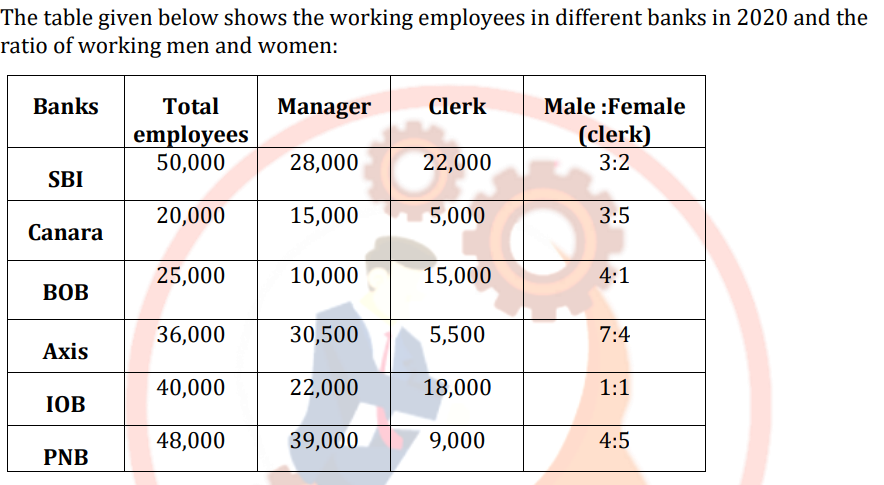 The table given below shows the working employees in different banks in 2020 and the
ratio of working men and women:
Banks Total employees Manager Clerk Male :Female (clerk)
SBI 50,000 28,000 22,000 3:2
Canara 20,000 15,000 5,000 3:5
BOB 25,000 10,000 15,000 4:1
Axis 36,000 30,500 5,500 7:4
IOB 40,000 22,000 18,000 1:1
PNB 48,000 39,000 9,000 4:5